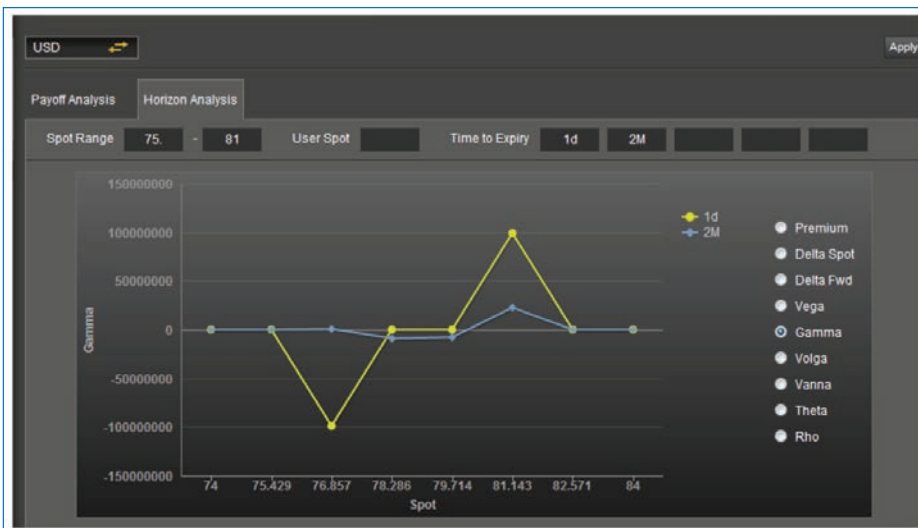 USD
Apply
Payoff Analysis Horizon Analysis
Spot Range 75. - 81 User Spot Time to Expiry 1d 2M
150000000
100000000
50000000
0
-50000000
-100000000
-150000000
Gamma
74 75.429 76.857 78.286 79.714 81.143 82.571 84
Spot
1d
2M
Premium
Delta Spot
Delta Fwd
Vega
Gamma
Volga
Vanna
Theta
Rho